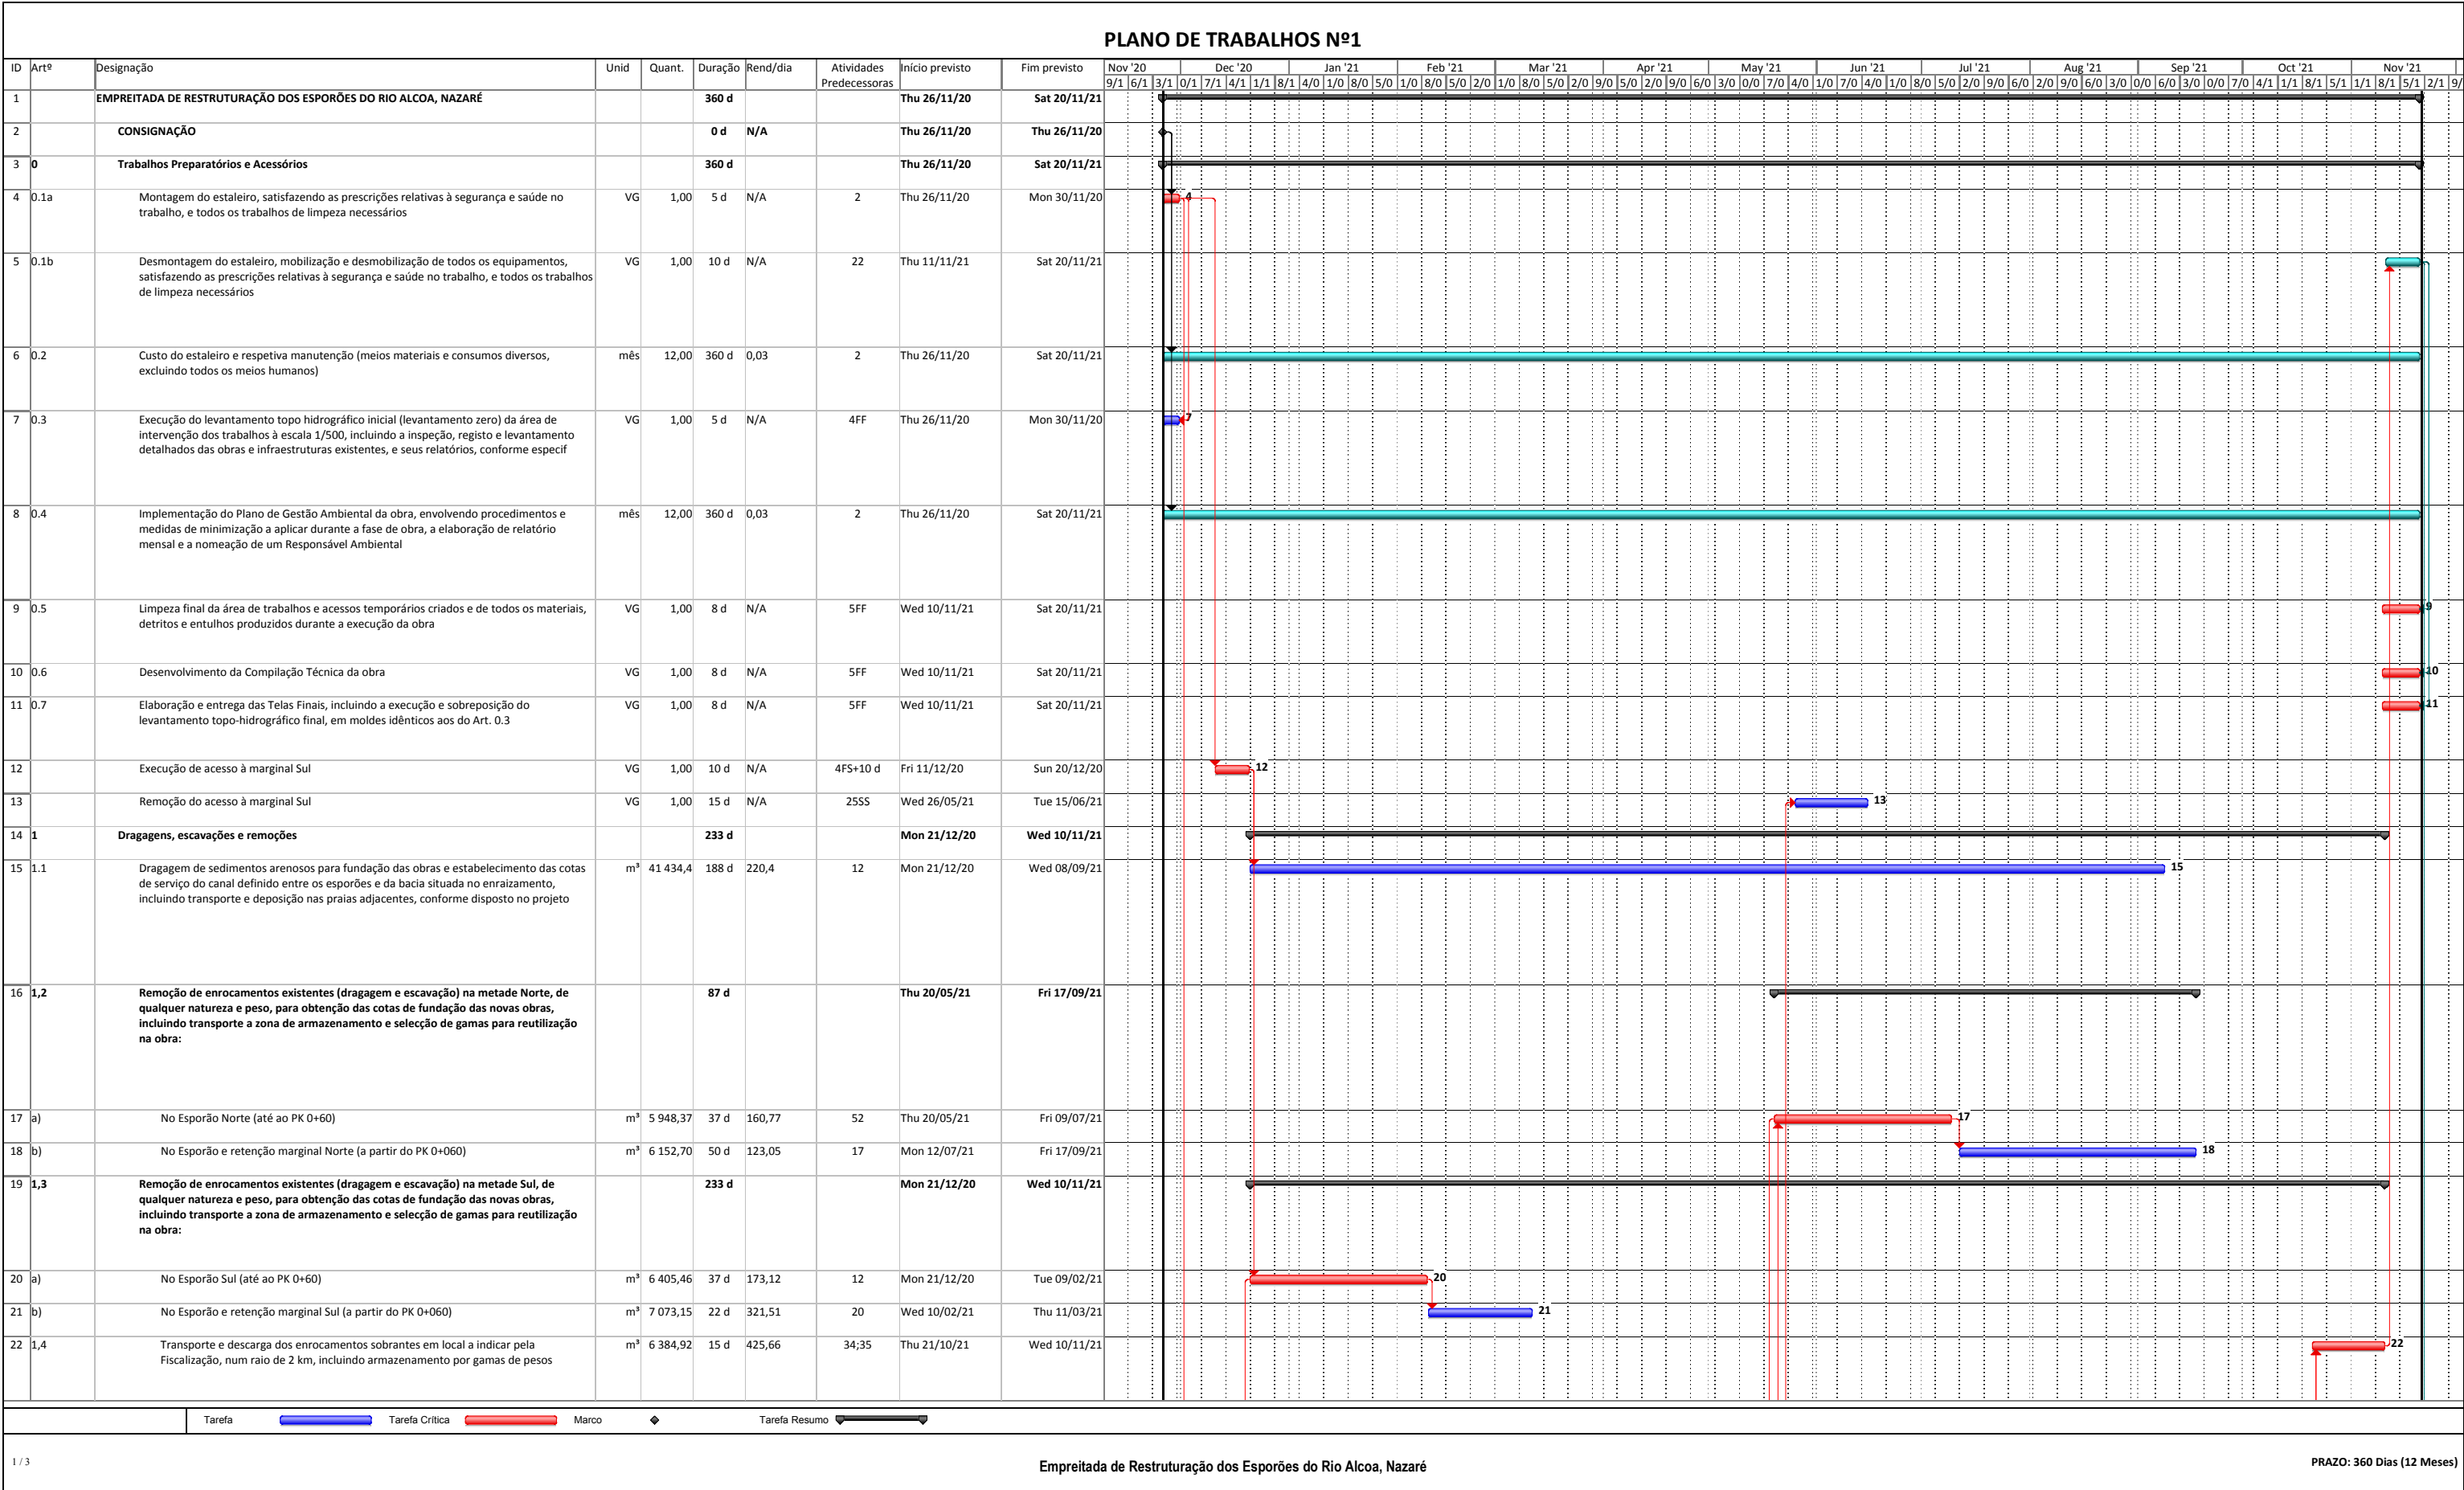 PLANO DE TRABALHOS Nº1
ID Artº Designação Unid Quant. Duração Rend/dia Atividades Predecessoras Início previsto Fim previsto Nov '20 Dec '20 Jan '21 Feb '21 Mar '21 Apr '21 May '21 Jun '21 Jul '21 Aug '21 Sep '21 Oct '21 Nov '21
1 EMPREITADA DE RESTRUTURAÇÃO DOS ESPORÕES DO RIO ALCOA, NAZARÉ 360 d Thu 26/11/20 Sat 20/11/21
2 CONSIGNAÇÃO 0 d N/A Thu 26/11/20 Thu 26/11/20
3 0 Trabalhos Preparatórios e Acessórios 360 d Thu 26/11/20 Sat 20/11/21
4 0.1a Montagem do estaleiro, satisfazendo as prescrições relativas à segurança e saúde no VG 1,00 5 d N/A 2 Thu 26/11/20 Mon 30/11/20 4
trabalho, e todos os trabalhos de limpeza necessários
5 0.1b Desmontagem do estaleiro, mobilização e desmobilização de todos os equipamentos, VG 1,00 10 d N/A 22 Thu 11/11/21 Sat 20/11/21
satisfazendo as prescrições relativas à segurança e saúde no trabalho, e todos os trabalhos
de limpeza necessários
6 0.2 Custo do estaleiro e respetiva manutenção (meios materiais e consumos diversos, mês 12,00 360 d 0,03 2 Thu 26/11/20 Sat 20/11/21
excluindo todos os meios humanos)
7 0.3 Execução do levantamento topo hidrográfico inicial (levantamento zero) da área de VG 1,00 5 d N/A 4FF Thu 26/11/20 Mon 30/11/20 7
intervenção dos trabalhos à escala 1/500, incluindo a inspeção, registo e levantamento
detalhados das obras e infraestruturas existentes, e seus relatórios, conforme especif
8 0.4 Implementação do Plano de Gestão Ambiental da obra, envolvendo procedimentos e mês 12,00 360 d 0,03 2 Thu 26/11/20 Sat 20/11/21
medidas de minimização a aplicar durante a fase de obra, a elaboração de relatório
mensal e a nomeação de um Responsável Ambiental
9 0.5 Limpeza final da área de trabalhos e acessos temporários criados e de todos os materiais, VG 1,00 8 d N/A 5FF Wed 10/11/21 Sat 20/11/21 9
detritos e entulhos produzidos durante a execução da obra
10 0.6 Desenvolvimento da Compilação Técnica da obra VG 1,00 8 d N/A 5FF Wed 10/11/21 Sat 20/11/21 10
11 0.7 Elaboração e entrega das Telas Finais, incluindo a execução e sobreposição do VG 1,00 8 d N/A 5FF Wed 10/11/21 Sat 20/11/21 11
levantamento topo-hidrográfico final, em moldes idênticos aos do Art. 0.3
12 Execução de acesso à marginal Sul VG 1,00 10 d N/A 4FS+10 d Fri 11/12/20 Sun 20/12/20 12
13 Remoção do acesso à marginal Sul VG 1,00 15 d N/A 25SS Wed 26/05/21 Tue 15/06/21 13
14 1 Dragagens, escavações e remoções 233 d Mon 21/12/20 Wed 10/11/21
15 1.1 Dragagem de sedimentos arenosos para fundação das obras e estabelecimento das cotas m³ 41 434,4 188 d 220,4 12 Mon 21/12/20 Wed 08/09/21 15
de serviço do canal definido entre os esporões e da bacia situada no enraizamento,
incluindo transporte e deposição nas praias adjacentes, conforme disposto no projeto
16 1,2 Remoção de enrocamentos existentes (dragagem e escavação) na metade Norte, de 87 d Thu 20/05/21 Fri 17/09/21
qualquer natureza e peso, para obtenção das cotas de fundação das novas obras,
incluindo transporte a zona de armazenamento e selecção de gamas para reutilização
na obra:
17 a) No Esporão Norte (até ao PK 0+60) m³ 5 948,37 37 d 160,77 52 Thu 20/05/21 Fri 09/07/21 17
18 b) No Esporão e retenção marginal Norte (a partir do PK 0+060) m³ 6 152,70 50 d 123,05 17 Mon 12/07/21 Fri 17/09/21 18
19 1,3 Remoção de enrocamentos existentes (dragagem e escavação) na metade Sul, de 233 d Mon 21/12/20 Wed 10/11/21
qualquer natureza e peso, para obtenção das cotas de fundação das novas obras,
incluindo transporte a zona de armazenamento e selecção de gamas para reutilização
na obra:
20 a) No Esporão Sul (até ao PK 0+60) m³ 6 405,46 37 d 173,12 12 Mon 21/12/20 Tue 09/02/21 20
21 b) No Esporão e retenção marginal Sul (a partir do PK 0+060) m³ 7 073,15 22 d 321,51 20 Wed 10/02/21 Thu 11/03/21 21
22 1,4 Transporte e descarga dos enrocamentos sobrantes em local a indicar pela m³ 6 384,92 15 d 425,66 34;35 Thu 21/10/21 Wed 10/11/21 22
Fiscalização, num raio de 2 km, incluindo armazenamento por gamas de pesos
Tarefa Tarefa Crítica Marco Tarefa Resumo
1 / 3 Empreitada de Restruturação dos Esporões do Rio Alcoa, Nazaré PRAZO: 360 Dias (12 Meses)